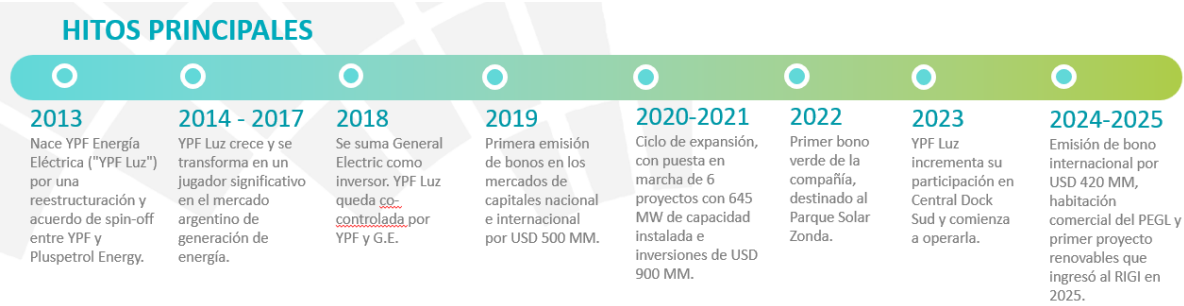 HITOS PRINCIPALES
2013
Nace YPF Energía
Eléctrica ("YPF Luz")
por una
reestructuración y
acuerdo de spin-off
entre YPF y
Pluspetrol Energy.
2014 - 2017
YPF Luz crece y se
transforma en un
jugador significativo
en el mercado
argentino de
generación de
energía.
2018
Se suma General
Electric como
inversor. YPF Luz
queda co-
controlada por
YPF y G.E.
2019
Primera emisión
de bonos en los
mercados de
capitales nacional
e internacional
por USD 500 MM.
2020-2021
Ciclo de expansión,
con puesta en
marcha de 6
proyectos con 645
MW de capacidad
instalada e
inversiones de USD
900 MM.
2022
Primer bono
verde de la
compañía,
destinado al
Parque Solar
Zonda.
2023
YPF Luz
incrementa su
participación en
Central Dock
Sud y comienza
a operarla.
2024-2025
Emisión de bono
internacional por
USD 420 MM,
habitación
comercial del PEGL y
primer proyecto
renovables que
ingresó al RIGI en
2025.